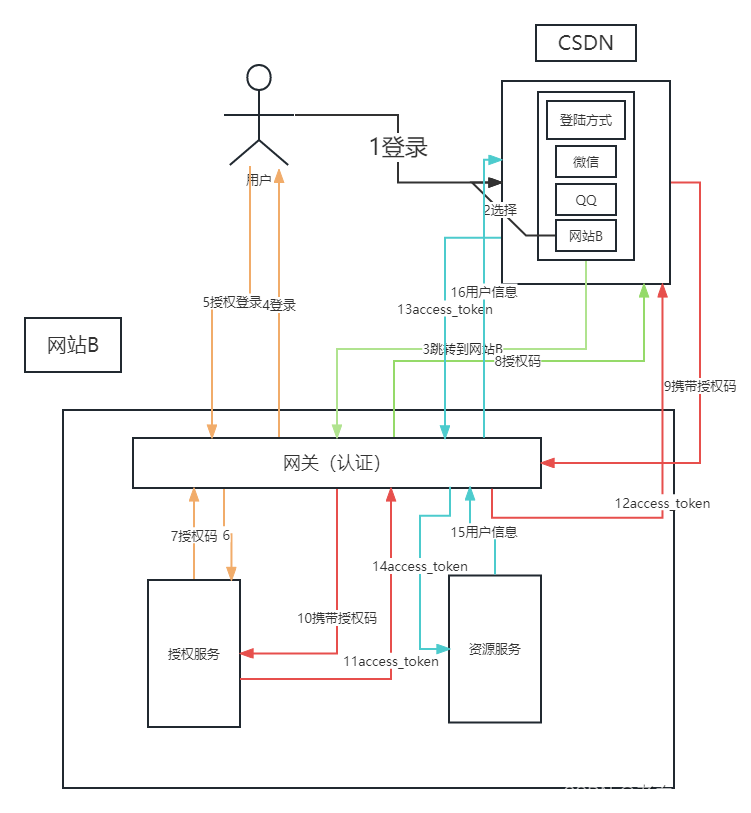 CSDN
登陆方式
1登录
微信
用户
QQ
2选择
网站B
16用户信息
5授权登录
4登录
13access_token
网站B
3跳转到网站B
8授权码
9携带授权码
网关（认证）
12access_token
7授权码
6
15用户信息
14access_token
10携带授权码
授权服务
11access_token
资源服务